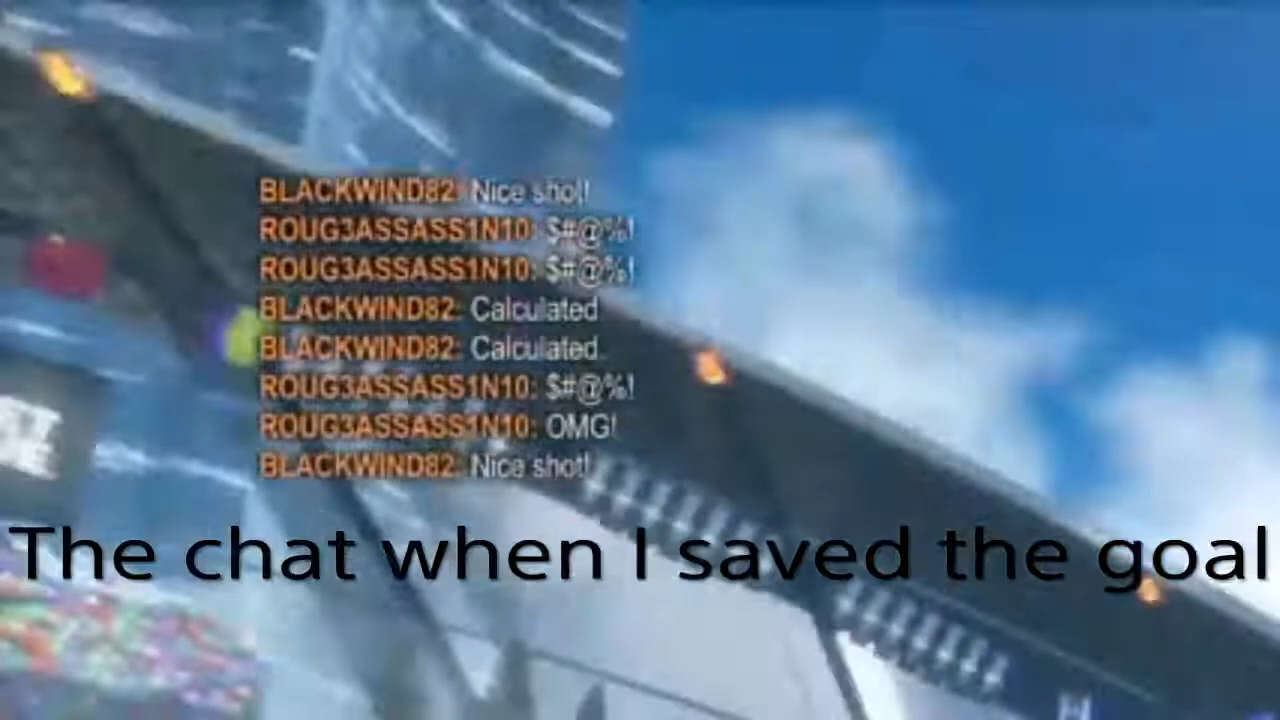 BLACKWIND82: Nice shot!
ROUG3ASSASS1N10: $#@%!
ROUG3ASSASS1N10: $#@%!
BLACKWIND82: Calculated.
BLACKWIND82: Calculated.
ROUG3ASSASS1N10: $#@%!
ROUG3ASSASS1N10: OMG!
BLACKWIND82: Nice shot!
The chat when I saved the goal